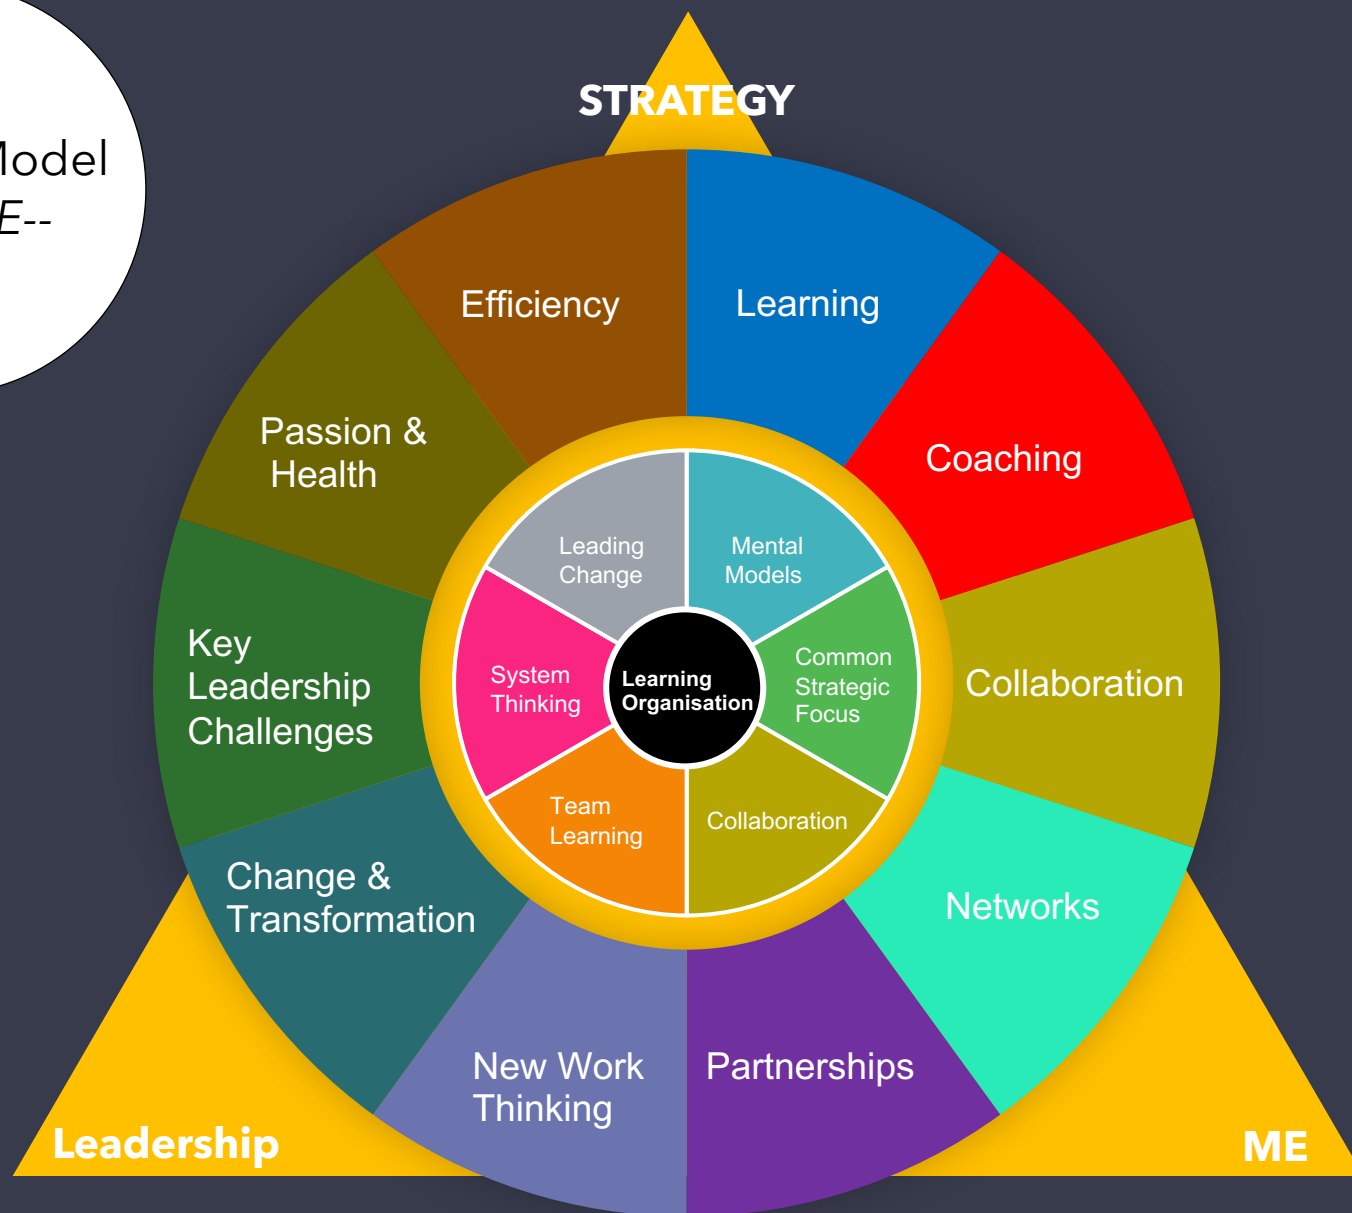 Model
E--
STRATEGY
Efficiency
Learning
Passion &
Health
Coaching
Key
Leadership
Challenges
Collaboration
Change &
Transformation
Networks
New Work
Thinking
Partnerships
Leading
Change
Mental
Models
System
Thinking
Common
Strategic
Focus
Team
Learning
Collaboration
Learning
Organisation
Leadership
ME